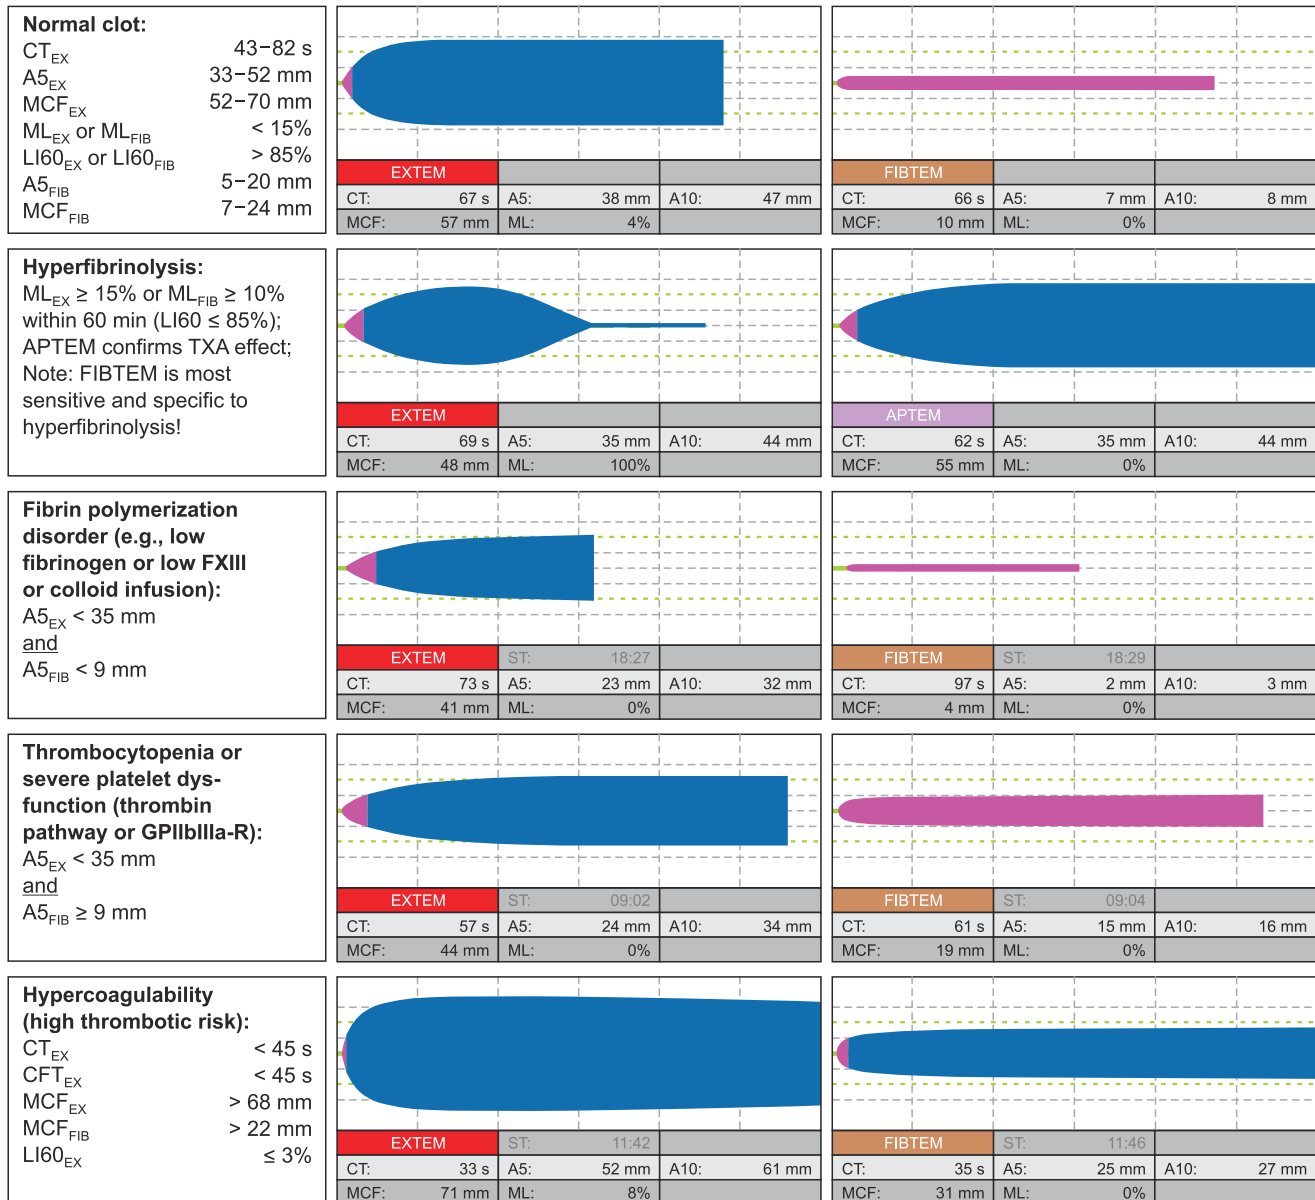 Normal clot:
CT_EX 43–82 s
A5_EX 33–52 mm
MCF_EX 52–70 mm
ML_EX or ML_FIB < 15%
LI60_EX or LI60_FIB > 85%
A5_FIB 5–20 mm
MCF_FIB 7–24 mm
EXTEM
CT: 67 s A5: 38 mm A10: 47 mm
MCF: 57 mm ML: 4%
FIBTEM
CT: 66 s A5: 7 mm A10: 8 mm
MCF: 10 mm ML: 0%
Hyperfibrinolysis:
ML_EX ≥ 15% or ML_FIB ≥ 10%
within 60 min (LI60 ≤ 85%);
APTEM confirms TXA effect;
Note: FIBTEM is most
sensitive and specific to
hyperfibrinolysis!
EXTEM
CT: 69 s A5: 35 mm A10: 44 mm
MCF: 48 mm ML: 100%
APTEM
CT: 62 s A5: 35 mm A10: 44 mm
MCF: 55 mm ML: 0%
Fibrin polymerization
disorder (e.g., low
fibrinogen or low FXIII
or colloid infusion):
A5_EX < 35 mm
and
A5_FIB < 9 mm
EXTEM ST: 18:27
CT: 73 s A5: 23 mm A10: 32 mm
MCF: 41 mm ML: 0%
FIBTEM ST: 18:29
CT: 97 s A5: 2 mm A10: 3 mm
MCF: 4 mm ML: 0%
Thrombocytopenia or
severe platelet dys-
function (thrombin
pathway or GPIIbIIIa-R):
A5_EX < 35 mm
and
A5_FIB ≥ 9 mm
EXTEM ST: 09:02
CT: 57 s A5: 24 mm A10: 34 mm
MCF: 44 mm ML: 0%
FIBTEM ST: 09:04
CT: 61 s A5: 15 mm A10: 16 mm
MCF: 19 mm ML: 0%
Hypercoagulability
(high thrombotic risk):
CT_EX < 45 s
CFT_EX < 45 s
MCF_EX > 68 mm
MCF_FIB > 22 mm
LI60_EX ≤ 3%
EXTEM ST: 11:42
CT: 33 s A5: 52 mm A10: 61 mm
MCF: 71 mm ML: 8%
FIBTEM ST: 11:46
CT: 35 s A5: 25 mm A10: 27 mm
MCF: 31 mm ML: 0%